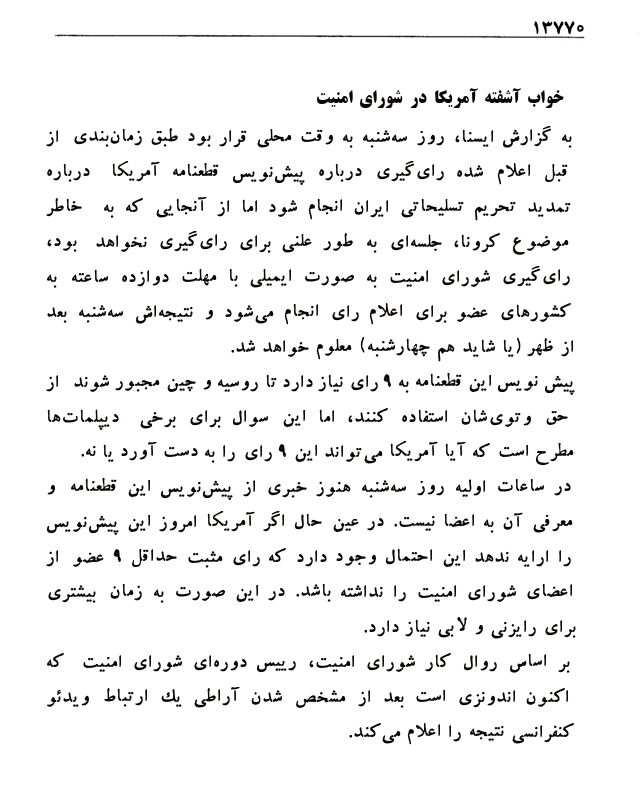 ۱۳۷۷۰
خواب آشفته آمریکا در شورای امنیت
به گزارش ایسنا، روز سه‌شنبه به وقت محلی قرار بود طبق زمان‌بندی از
قبل اعلام شده رای‌گیری درباره پیش‌نویس قطعنامه آمریکا درباره
تمدید تحریم تسلیحاتی ایران انجام شود اما از آنجایی که به خاطر
موضوع کرونا، جلسه‌ای به طور علنی برای رای‌گیری نخواهد بود،
رای‌گیری شورای امنیت به صورت ایمیلی با مهلت دوازده ساعته به
کشورهای عضو برای اعلام رای انجام می‌شود و نتیجه‌اش سه‌شنبه بعد
از ظهر (یا شاید هم چهارشنبه) معلوم خواهد شد.
پیش نویس این قطعنامه به ۹ رای نیاز دارد تا روسیه و چین مجبور شوند از
حق وتوی‌شان استفاده کنند، اما این سوال برای برخی دیپلمات‌ها
مطرح است که آیا آمریکا می‌تواند این ۹ رای را به دست آورد یا نه.
در ساعات اولیه روز سه‌شنبه هنوز خبری از پیش‌نویس این قطعنامه و
معرفی آن به اعضا نیست. در عین حال اگر آمریکا امروز این پیش‌نویس
را ارایه ندهد این احتمال وجود دارد که رای مثبت حداقل ۹ عضو از
اعضای شورای امنیت را نداشته باشد. در این صورت به زمان بیشتری
برای رایزنی و لابی نیاز دارد.
بر اساس روال کار شورای امنیت، رییس دوره‌ای شورای امنیت که
اکنون اندونزی است بعد از مشخص شدن آراطی یك ارتباط ویدئو
کنفرانسی نتیجه را اعلام می‌کند.